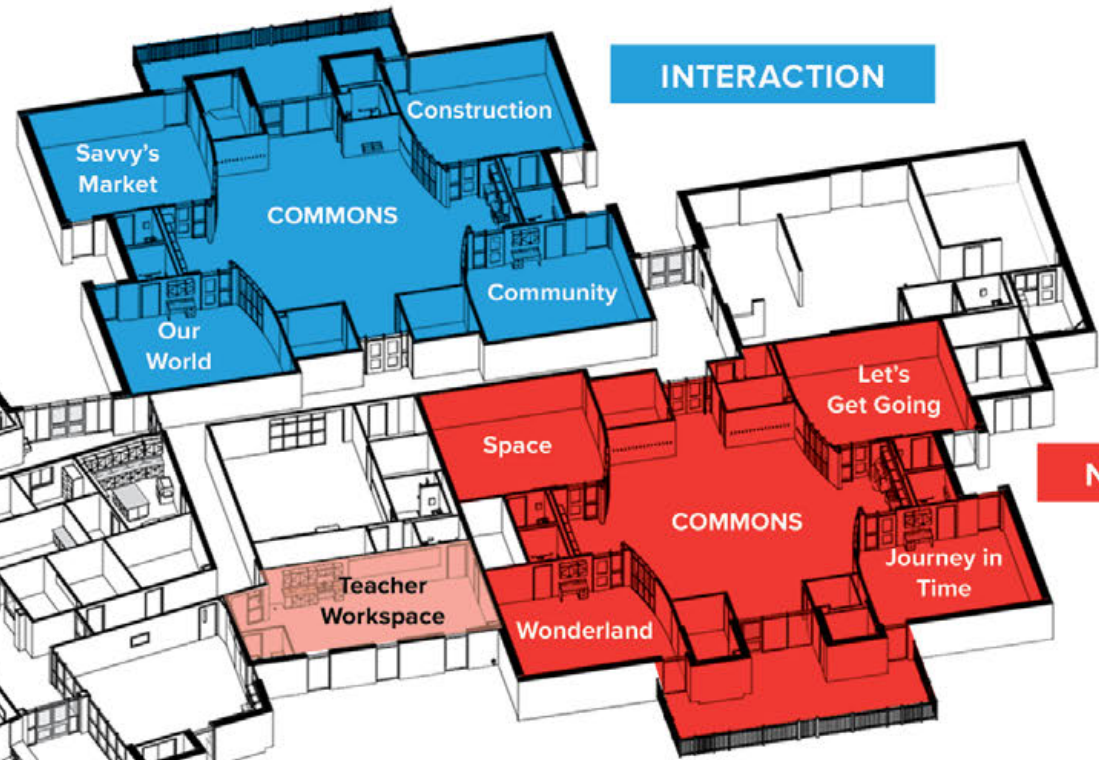 INTERACTION
Construction
Savvy's
Market
COMMONS
Community
Our
World
Let's
Get Going
Space
N
COMMONS
Journey in
Time
Teacher
Workspace
Wonderland